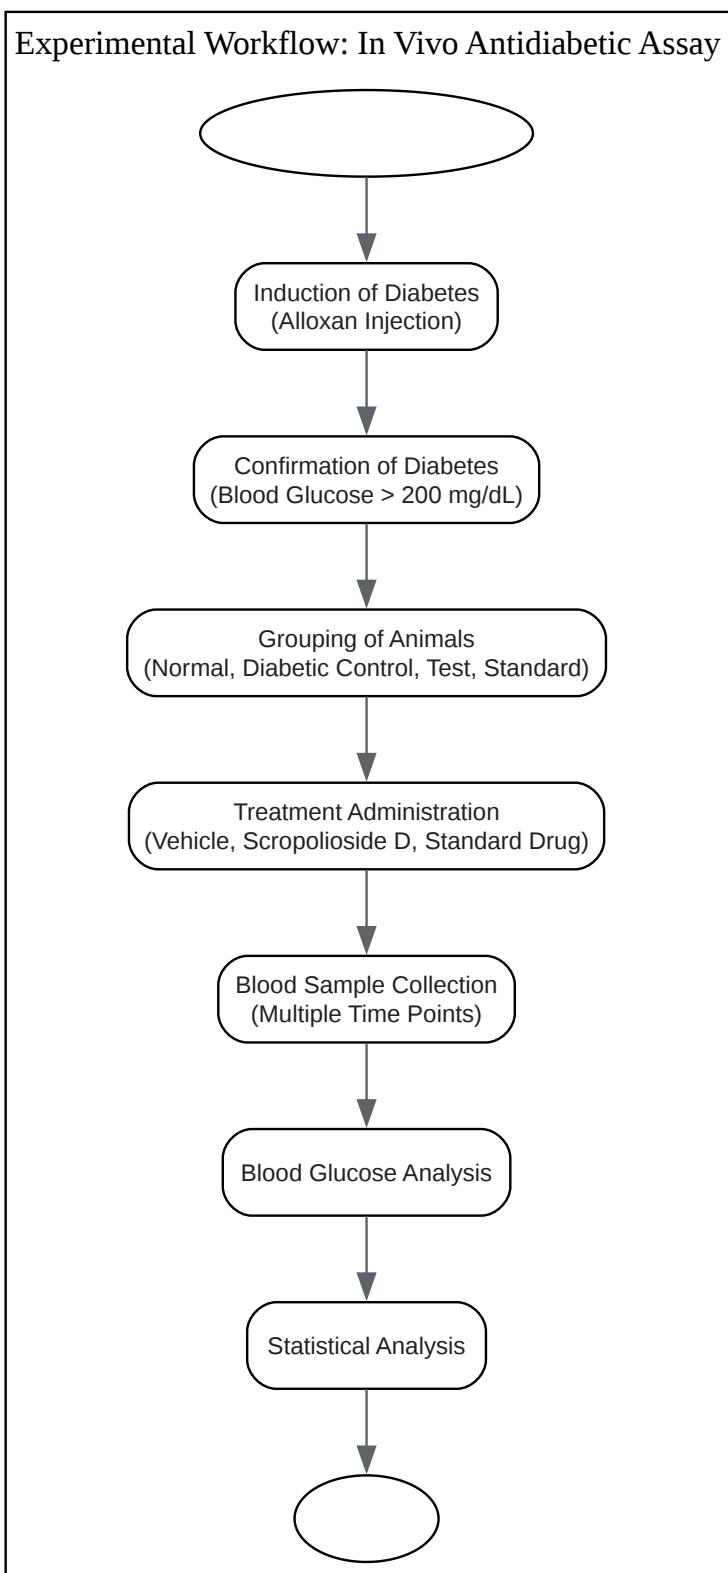 Experimental Workflow: In Vivo Antidiabetic Assay
Induction of Diabetes
(Alloxan Injection)
Confirmation of Diabetes
(Blood Glucose > 200 mg/dL)
Grouping of Animals
(Normal, Diabetic Control, Test, Standard)
Treatment Administration
(Vehicle, Scropolioside D, Standard Drug)
Blood Sample Collection
(Multiple Time Points)
Blood Glucose Analysis
Statistical Analysis